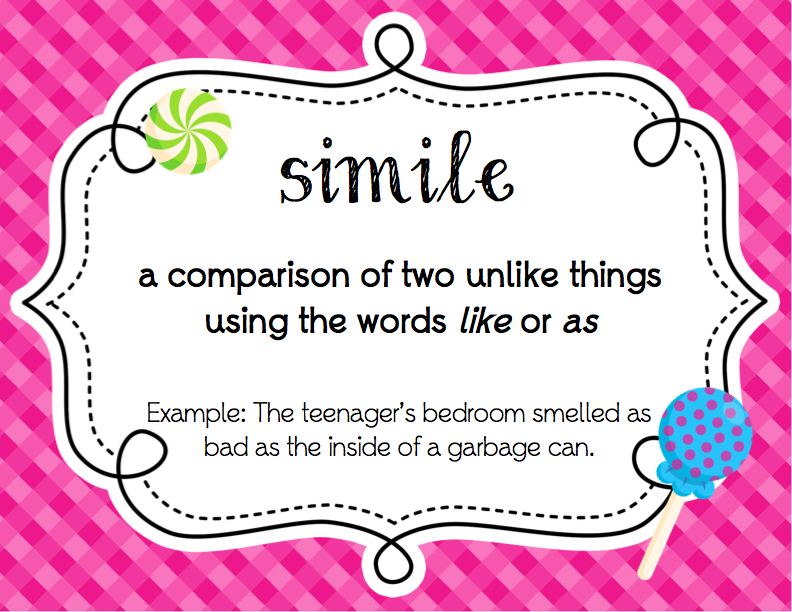 simile
a comparison of two unlike things
using the words like or as
Example: The teenager's bedroom smelled as
bad as the inside of a garbage can.